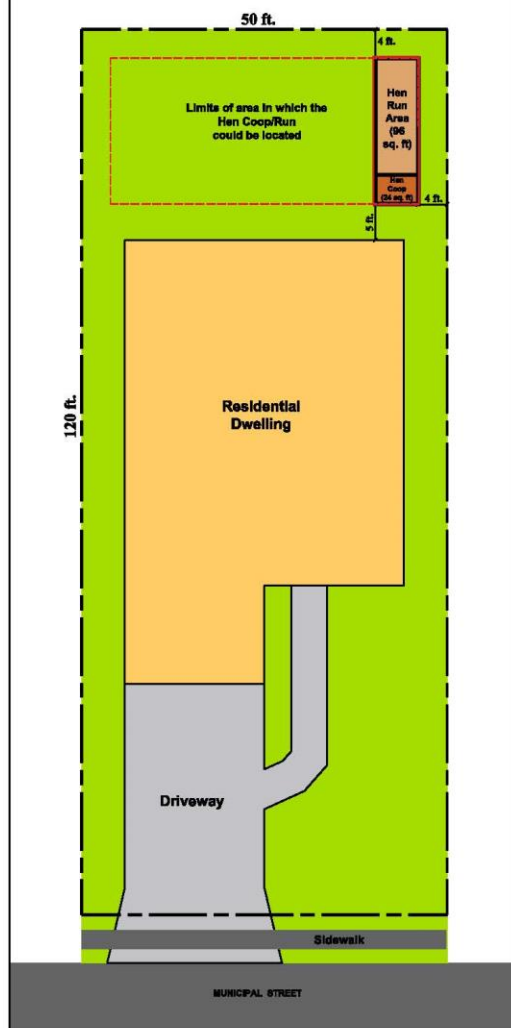 50 ft.
4 ft.
Limits of area in which the
Hen Coop/Run
could be located
Hen
Run
Area
(96
sq. ft)
Hen
Coop
(24 sq. ft)
4 ft.
5 ft.
120 ft.
Residential
Dwelling
Driveway
Sidewalk
MUNICIPAL STREET